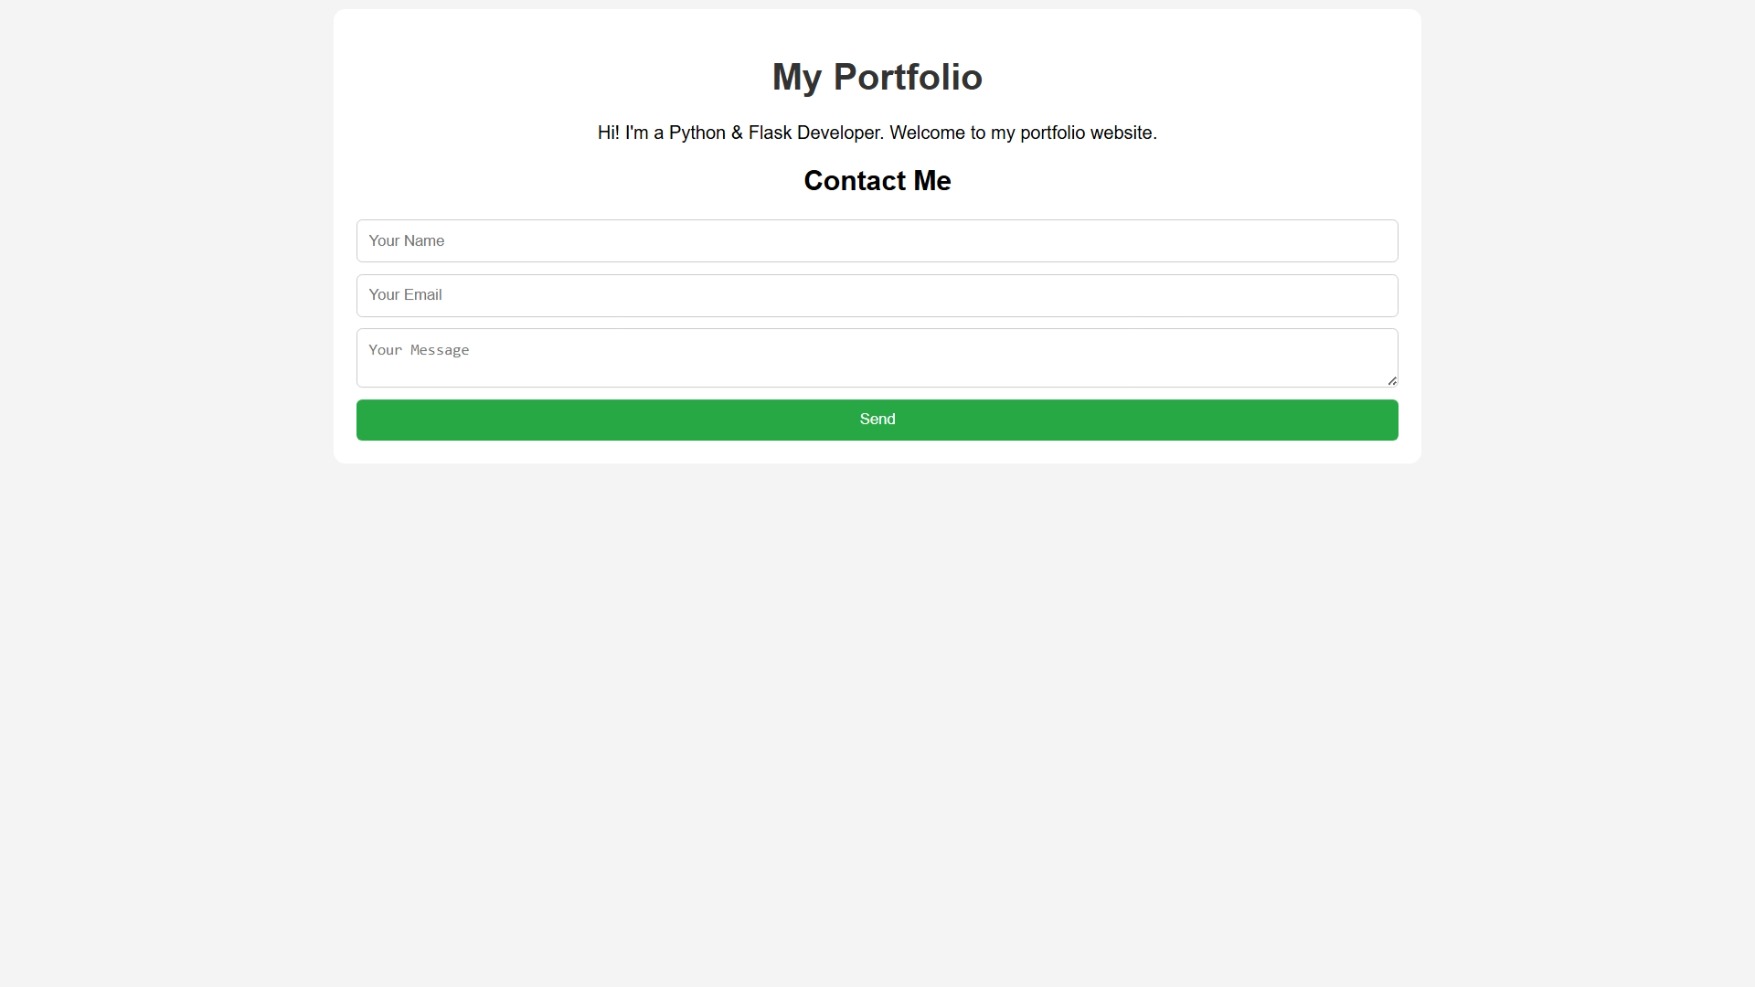 My Portfolio
Hi! I'm a Python & Flask Developer. Welcome to my portfolio website.
Contact Me
Your Name
Your Email
Your Message
Send